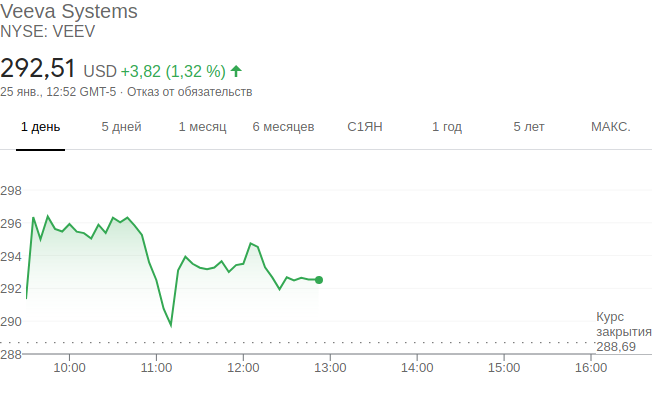 Veeva Systems
NYSE: VEEV
292,51 USD +3,82 (1,32 %)
25 янв., 12:52 GMT-5 · Отказ от обязательств
1 день 5 дней 1 месяц 6 месяцев С1ЯН 1 год 5 лет МАКС.
298
296
294
292
290
Курс
закрытия
288,69
288
10:00 11:00 12:00 13:00 14:00 15:00 16:00